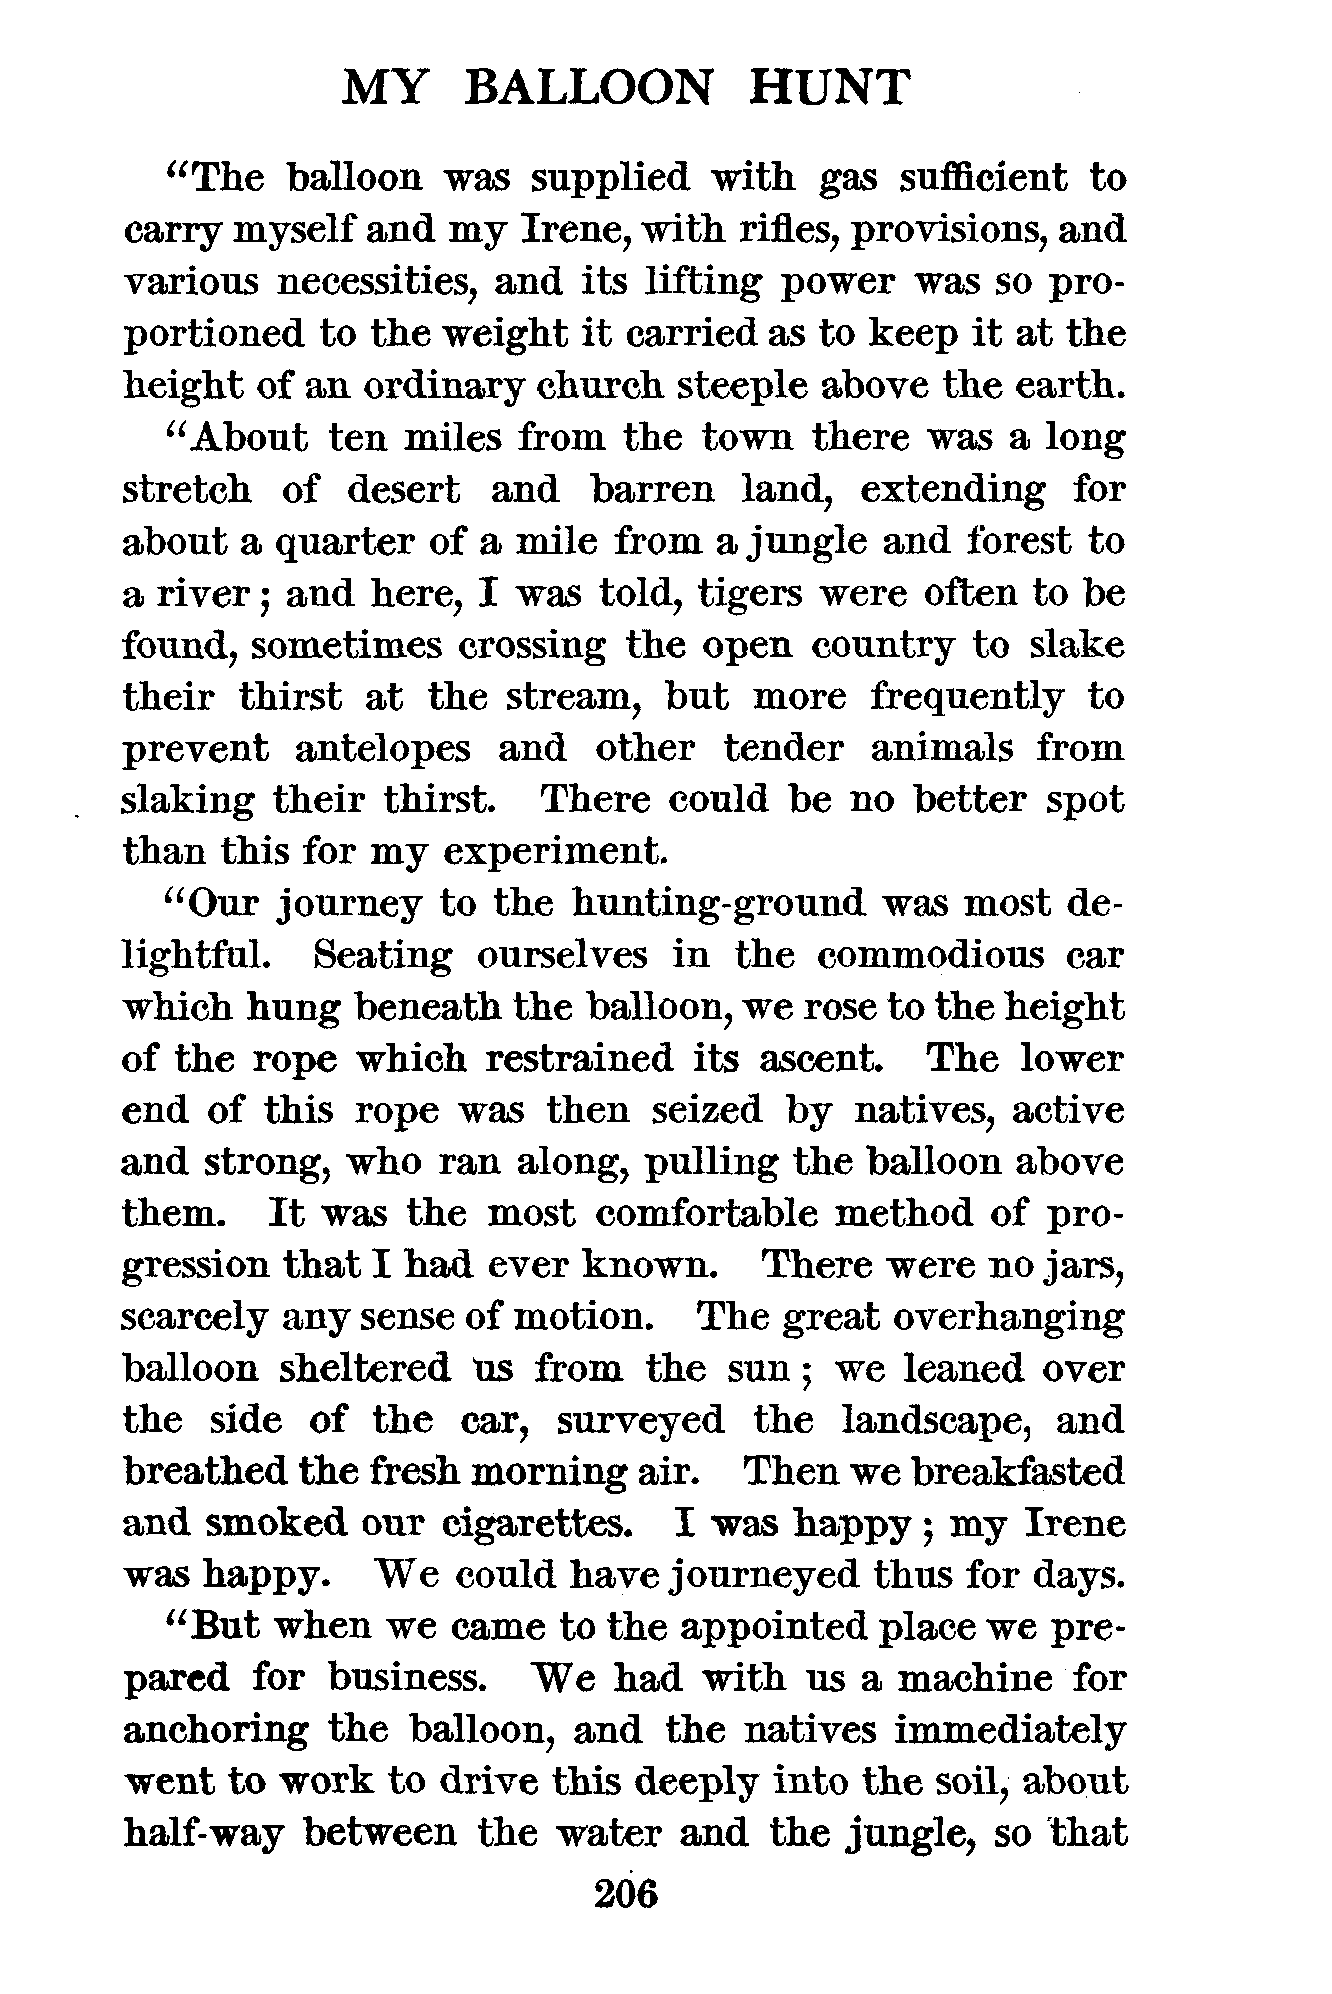 MY BALLOON HUNT
“The balloon was supplied with gas sufficient to
carry myself and my Irene, with rifles, provisions, and
various necessities, and its lifting power was so pro-
portioned to the weight it carried as to keep it at the
height of an ordinary church steeple above the earth.
“About ten miles from the town there was a long
stretch of desert and barren land, extending for
about a quarter of a mile from a jungle and forest to
a river; and here, I was told, tigers were often to be
found, sometimes crossing the open country to slake
their thirst at the stream, but more frequently to
prevent antelopes and other tender animals from
slaking their thirst. There could be no better spot
than this for my experiment.
“Our journey to the hunting-ground was most de-
lightful. Seating ourselves in the commodious car
which hung beneath the balloon, we rose to the height
of the rope which restrained its ascent. The lower
end of this rope was then seized by natives, active
and strong, who ran along, pulling the balloon above
them. It was the most comfortable method of pro-
gression that I had ever known. There were no jars,
scarcely any sense of motion. The great overhanging
balloon sheltered us from the sun; we leaned over
the side of the car, surveyed the landscape, and
breathed the fresh morning air. Then we breakfasted
and smoked our cigarettes. I was happy; my Irene
was happy. We could have journeyed thus for days.
“But when we came to the appointed place we pre-
pared for business. We had with us a machine for
anchoring the balloon, and the natives immediately
went to work to drive this deeply into the soil, about
half-way between the water and the jungle, so that
206